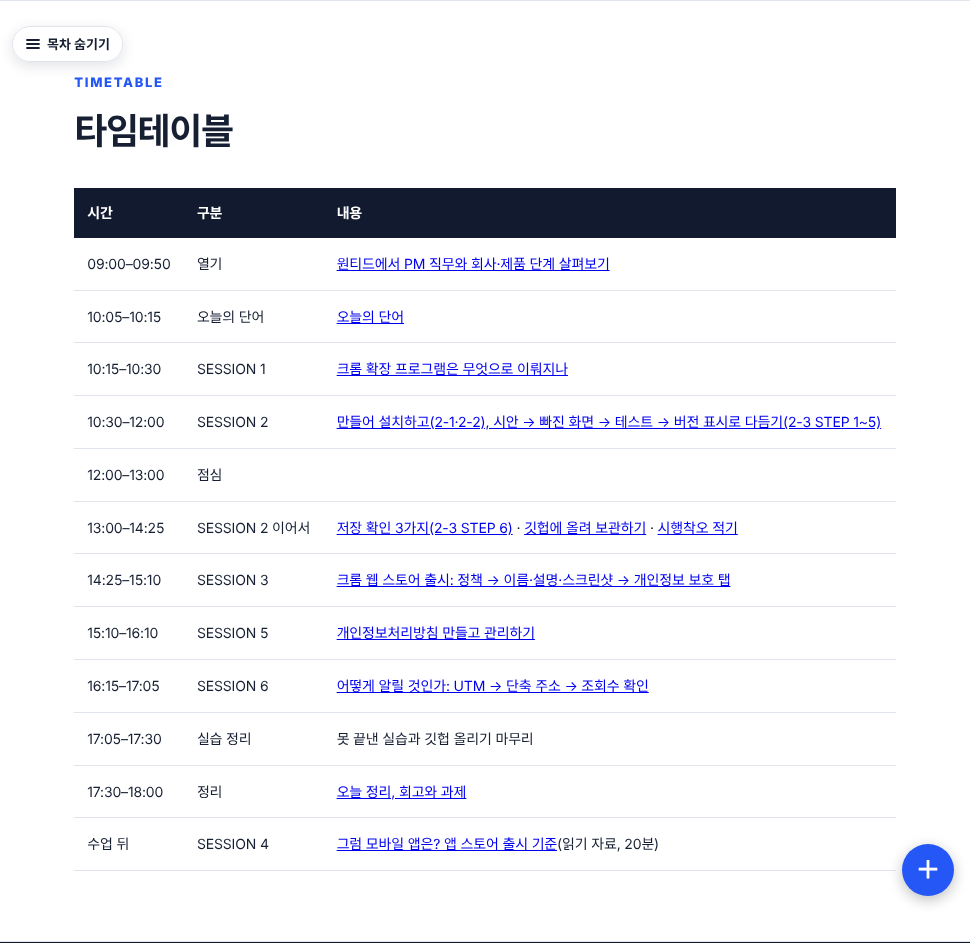 목차 숨기기
TIMETABLE
타임테이블
시간 구분 내용
09:00–09:50 열기 원티드에서 PM 직무와 회사·제품 단계 살펴보기
10:05–10:15 오늘의 단어 오늘의 단어
10:15–10:30 SESSION 1 크롬 확장 프로그램은 무엇으로 이뤄지나
10:30–12:00 SESSION 2 만들어 설치하고(2-1·2-2), 시안 → 빠진 화면 → 테스트 → 버전 표시로 다듬기(2-3 STEP 1~5)
12:00–13:00 점심
13:00–14:25 SESSION 2 이어서 저장 확인 3가지(2-3 STEP 6) · 깃헙에 올려 보관하기 · 시행착오 적기
14:25–15:10 SESSION 3 크롬 웹 스토어 출시: 정책 → 이름·설명·스크린샷 → 개인정보 보호 탭
15:10–16:10 SESSION 5 개인정보처리방침 만들고 관리하기
16:15–17:05 SESSION 6 어떻게 알릴 것인가: UTM → 단축 주소 → 조회수 확인
17:05–17:30 실습 정리 못 끝낸 실습과 깃헙 올리기 마무리
17:30–18:00 정리 오늘 정리, 회고와 과제
수업 뒤 SESSION 4 그럼 모바일 앱은? 앱 스토어 출시 기준(읽기 자료, 20분)